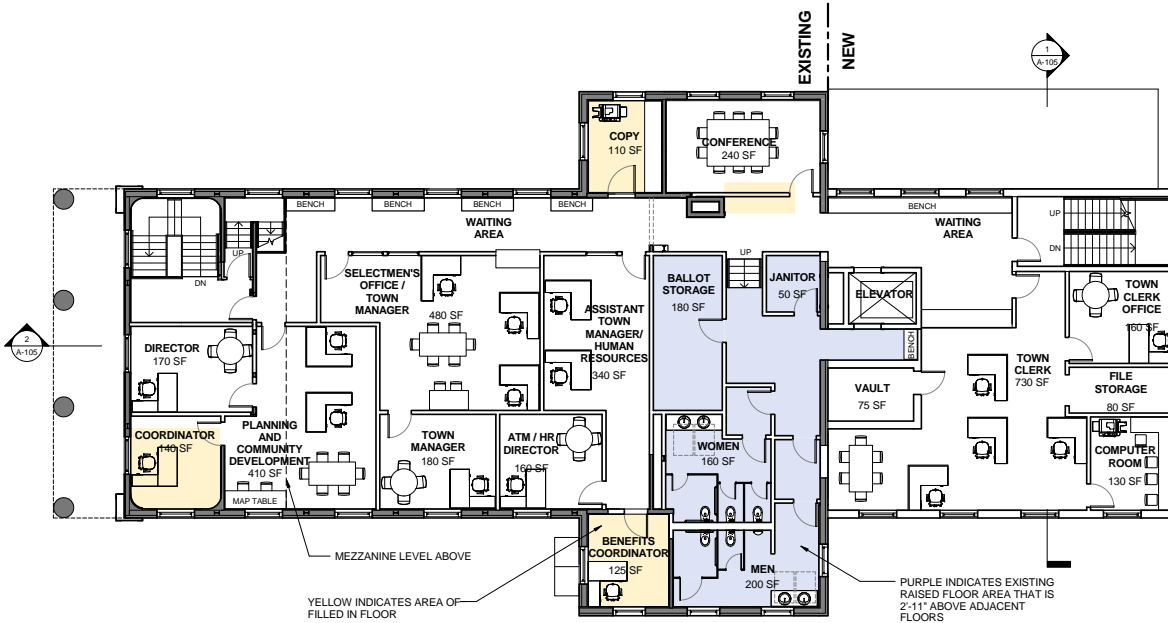 EXISTING
NEW
1
A-105
COPY
110 SF
CONFERENCE
240 SF
BENCH
BENCH
BENCH
BENCH
BENCH
WAITING
AREA
WAITING
AREA
UP
DN
UP
DN
UP
SELECTMEN'S
OFFICE /
TOWN
MANAGER
480 SF
ASSISTANT
TOWN
MANAGER/
HUMAN
RESOURCES
340 SF
BALLOT
STORAGE
180 SF
JANITOR
50 SF
ELEVATOR
TOWN
CLERK
OFFICE
160 SF
2
A-105
DIRECTOR
170 SF
BENCH
TOWN
CLERK
730 SF
FILE
STORAGE
80 SF
VAULT
75 SF
COORDINATOR
140 SF
PLANNING
AND
COMMUNITY
DEVELOPMENT
410 SF
MAP TABLE
TOWN
MANAGER
180 SF
ATM / HR
DIRECTOR
160 SF
WOMEN
160 SF
COMPUTER
ROOM
130 SF
MEZZANINE LEVEL ABOVE
BENEFITS
COORDINATOR
125 SF
MEN
200 SF
YELLOW INDICATES AREA OF
FILLED IN FLOOR
PURPLE INDICATES EXISTING
RAISED FLOOR AREA THAT IS
2'-11" ABOVE ADJACENT
FLOORS